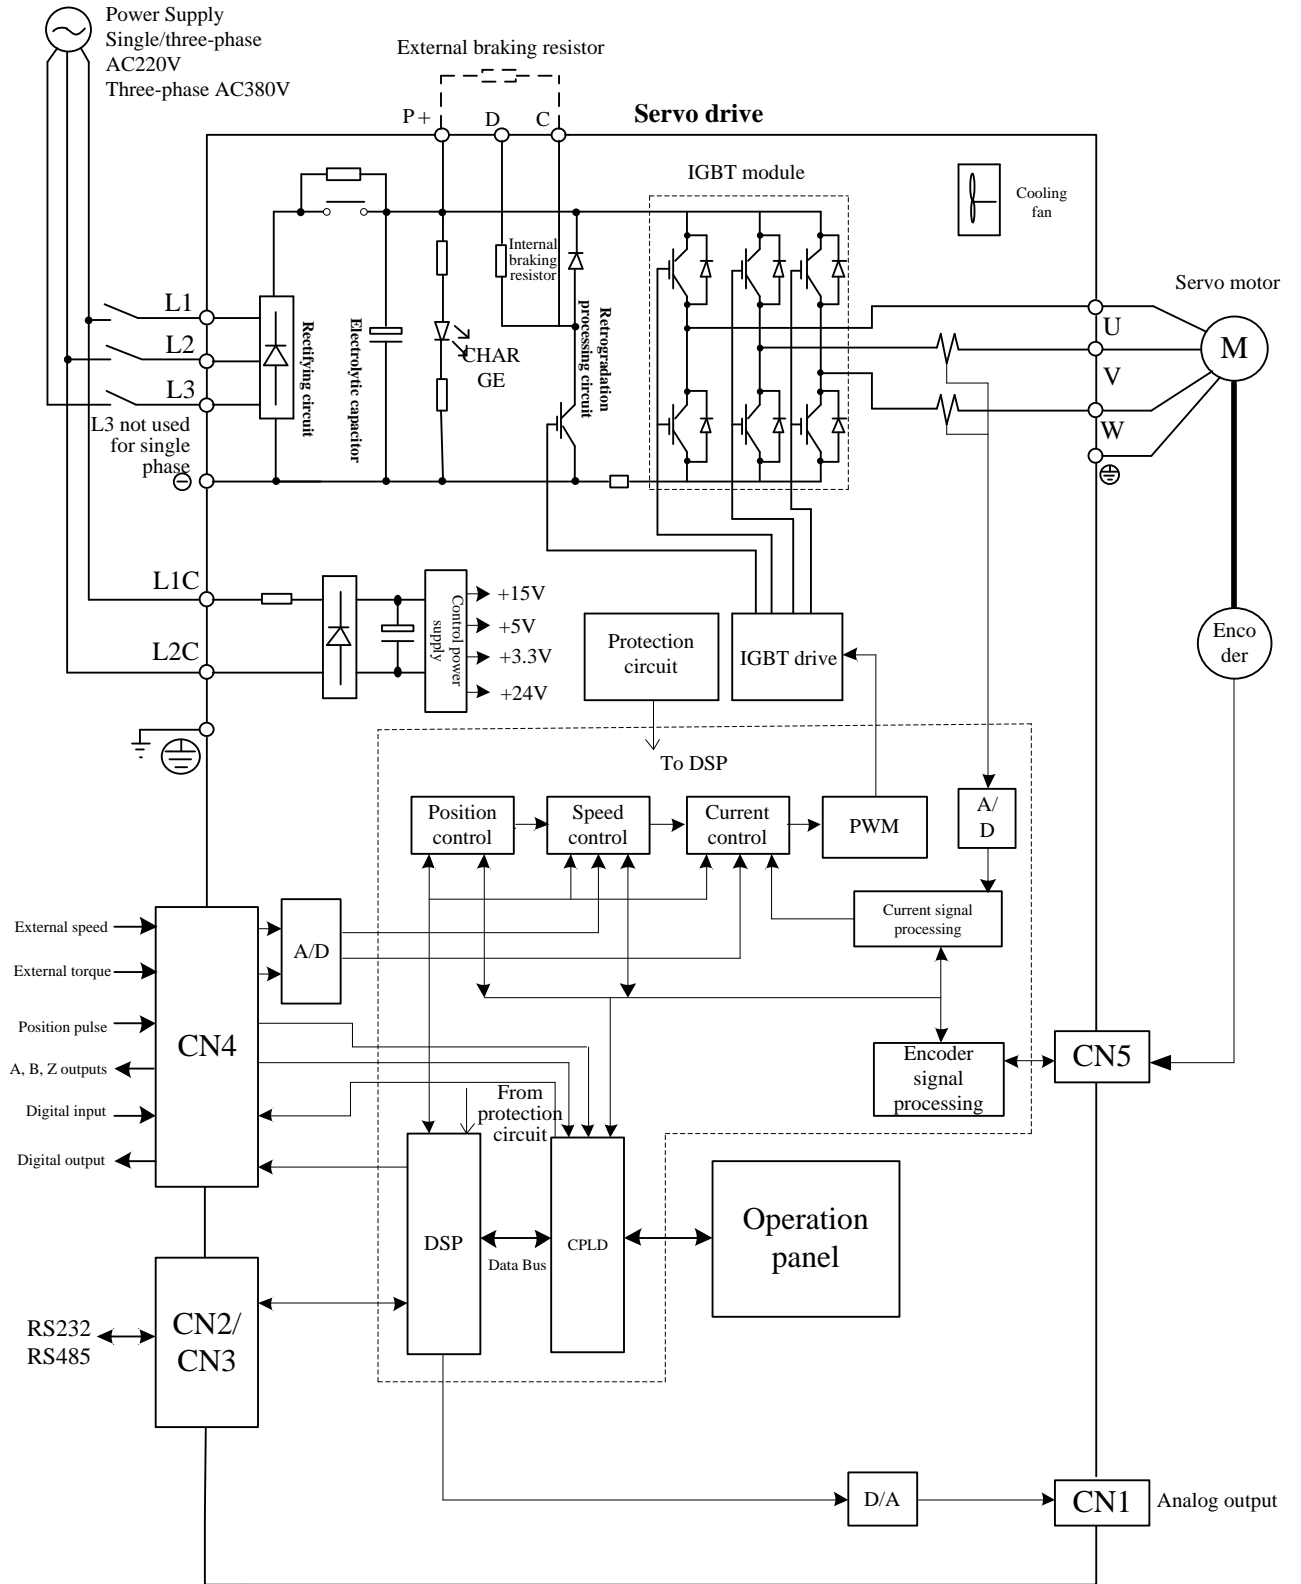 Power Supply
Single/three-phase
AC220V
Three-phase AC380V
External braking resistor
P+
D
C
Servo drive
IGBT module
Cooling
fan
Internal
braking
resistor
Servo motor
L1
L2
L3
L3 not used
for single
phase
Rectifying circuit
Electrolytic capacitor
CHAR
GE
Retrogradation
processing circuit
U
V
W
M
L1C
L2C
Control power
supply
+15V
+5V
+3.3V
+24V
Protection
circuit
IGBT drive
Enco
der
To DSP
Position
control
Speed
control
Current
control
PWM
A/
D
Current signal
processing
External speed
External torque
Position pulse
A, B, Z outputs
Digital input
Digital output
CN4
A/D
Encoder
signal
processing
CN5
From
protection
circuit
DSP
Data Bus
CPLD
Operation
panel
RS232
RS485
CN2/
CN3
D/A
CN1
Analog output